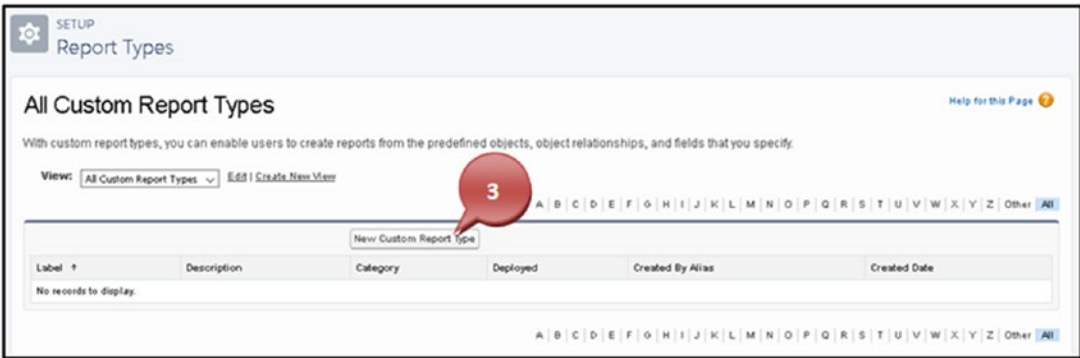 SETUP
Report Types
All Custom Report Types
Help for this Page ?
With custom report types, you can enable users to create reports from the predefined objects, object relationships, and fields that you specify.
View: All Custom Report Types Edit | Create New View
3
A | B | C | D | E | F | G | H | I | J | K | L | M | N | O | P | Q | R | S | T | U | V | W | X | Y | Z | Other All
New Custom Report Type
Label ↑ Description Category Deployed Created By Alias Created Date
No records to display.
A | B | C | D | E | F | G | H | I | J | K | L | M | N | O | P | Q | R | S | T | U | V | W | X | Y | Z | Other All